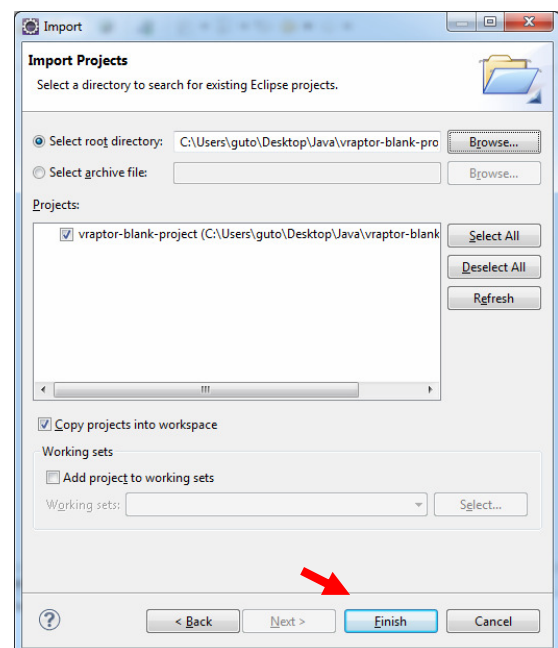 Import
Import Projects
Select a directory to search for existing Eclipse projects.
Select root directory: C:\Users\guto\Desktop\Java\vraptor-blank-pro Browse...
Select archive file: Browse...
Projects:
vraptor-blank-project (C:\Users\guto\Desktop\Java\vraptor-blank
Select All
Deselect All
Refresh
Copy projects into workspace
Working sets
Add project to working sets
Working sets: Select...
< Back Next > Finish Cancel